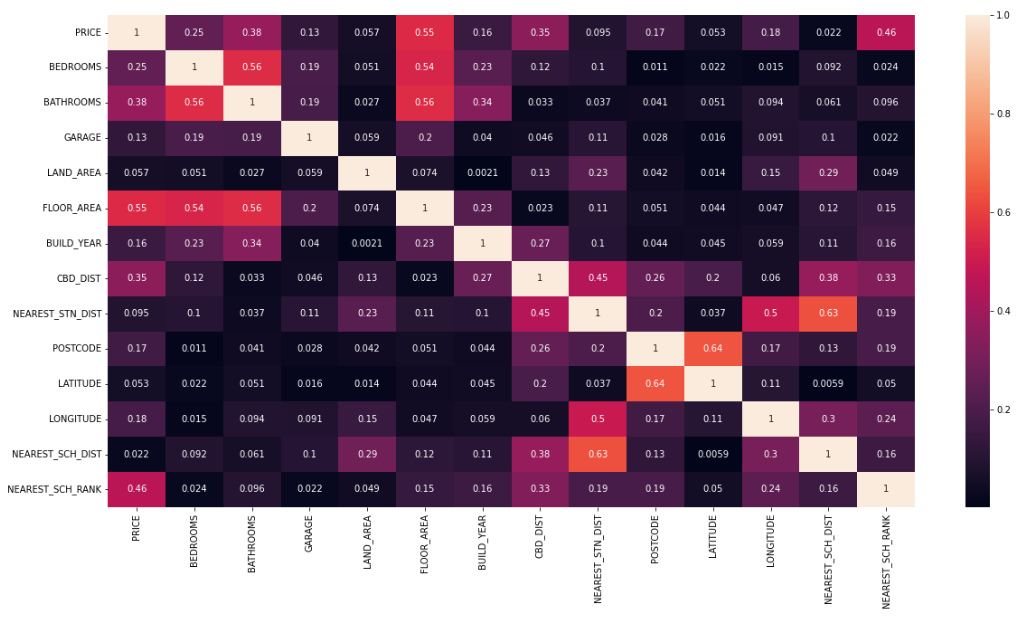 PRICE 1 0.25 0.38 0.13 0.057 0.55 0.16 0.35 0.095 0.17 0.053 0.18 0.022 0.46
BEDROOMS 0.25 1 0.56 0.19 0.051 0.54 0.23 0.12 0.1 0.011 0.022 0.015 0.092 0.024
BATHROOMS 0.38 0.56 1 0.19 0.027 0.56 0.34 0.033 0.037 0.041 0.051 0.094 0.061 0.096
GARAGE 0.13 0.19 0.19 1 0.059 0.2 0.04 0.046 0.11 0.028 0.016 0.091 0.1 0.022
LAND_AREA 0.057 0.051 0.027 0.059 1 0.074 0.0021 0.13 0.23 0.042 0.014 0.15 0.29 0.049
FLOOR_AREA 0.55 0.54 0.56 0.2 0.074 1 0.23 0.023 0.11 0.051 0.044 0.047 0.12 0.15
BUILD_YEAR 0.16 0.23 0.34 0.04 0.0021 0.23 1 0.27 0.1 0.044 0.045 0.059 0.11 0.16
CBD_DIST 0.35 0.12 0.033 0.046 0.13 0.023 0.27 1 0.45 0.26 0.2 0.06 0.38 0.33
NEAREST_STN_DIST 0.095 0.1 0.037 0.11 0.23 0.11 0.1 0.45 1 0.2 0.037 0.5 0.63 0.19
POSTCODE 0.17 0.011 0.041 0.028 0.042 0.051 0.044 0.26 0.2 1 0.64 0.17 0.13 0.19
LATITUDE 0.053 0.022 0.051 0.016 0.014 0.044 0.045 0.2 0.037 0.64 1 0.11 0.0059 0.05
LONGITUDE 0.18 0.015 0.094 0.091 0.15 0.047 0.059 0.06 0.5 0.17 0.11 1 0.3 0.24
NEAREST_SCH_DIST 0.022 0.092 0.061 0.1 0.29 0.12 0.11 0.38 0.63 0.13 0.0059 0.3 1 0.16
NEAREST_SCH_RANK 0.46 0.024 0.096 0.022 0.049 0.15 0.16 0.33 0.19 0.19 0.05 0.24 0.16 1
PRICE
BEDROOMS
BATHROOMS
GARAGE
LAND_AREA
FLOOR_AREA
BUILD_YEAR
CBD_DIST
NEAREST_STN_DIST
POSTCODE
LATITUDE
LONGITUDE
NEAREST_SCH_DIST
NEAREST_SCH_RANK
1.0
0.8
0.6
0.4
0.2